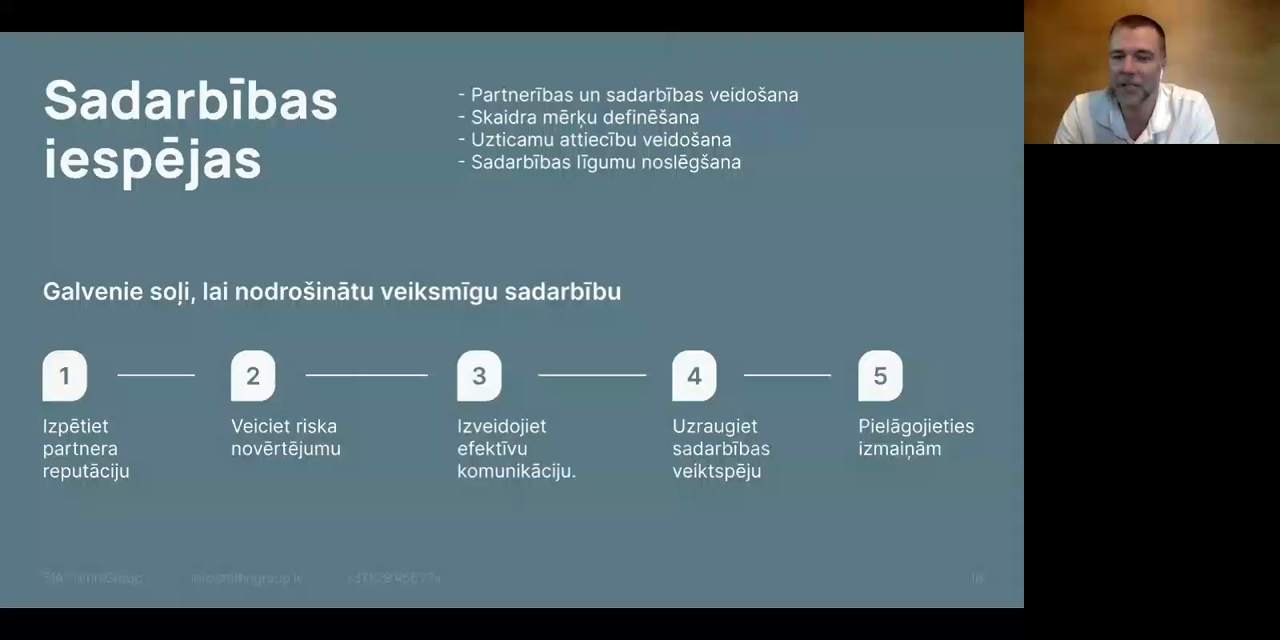 Sadarbības
iespējas
- Partnerības un sadarbības veidošana
- Skaidra mērķu definēšana
- Uzticamu attiecību veidošana
- Sadarbības līgumu noslēgšana
Galvenie soļi, lai nodrošinātu veiksmīgu sadarbību
1
Izpētiet
partnera
reputāciju
2
Veiciet riska
novērtējumu
3
Izveidojiet
efektīvu
komunikāciju.
4
Uzraugiet
sadarbības
veiktspēju
5
Pielāgojieties
izmaiņām
SIA